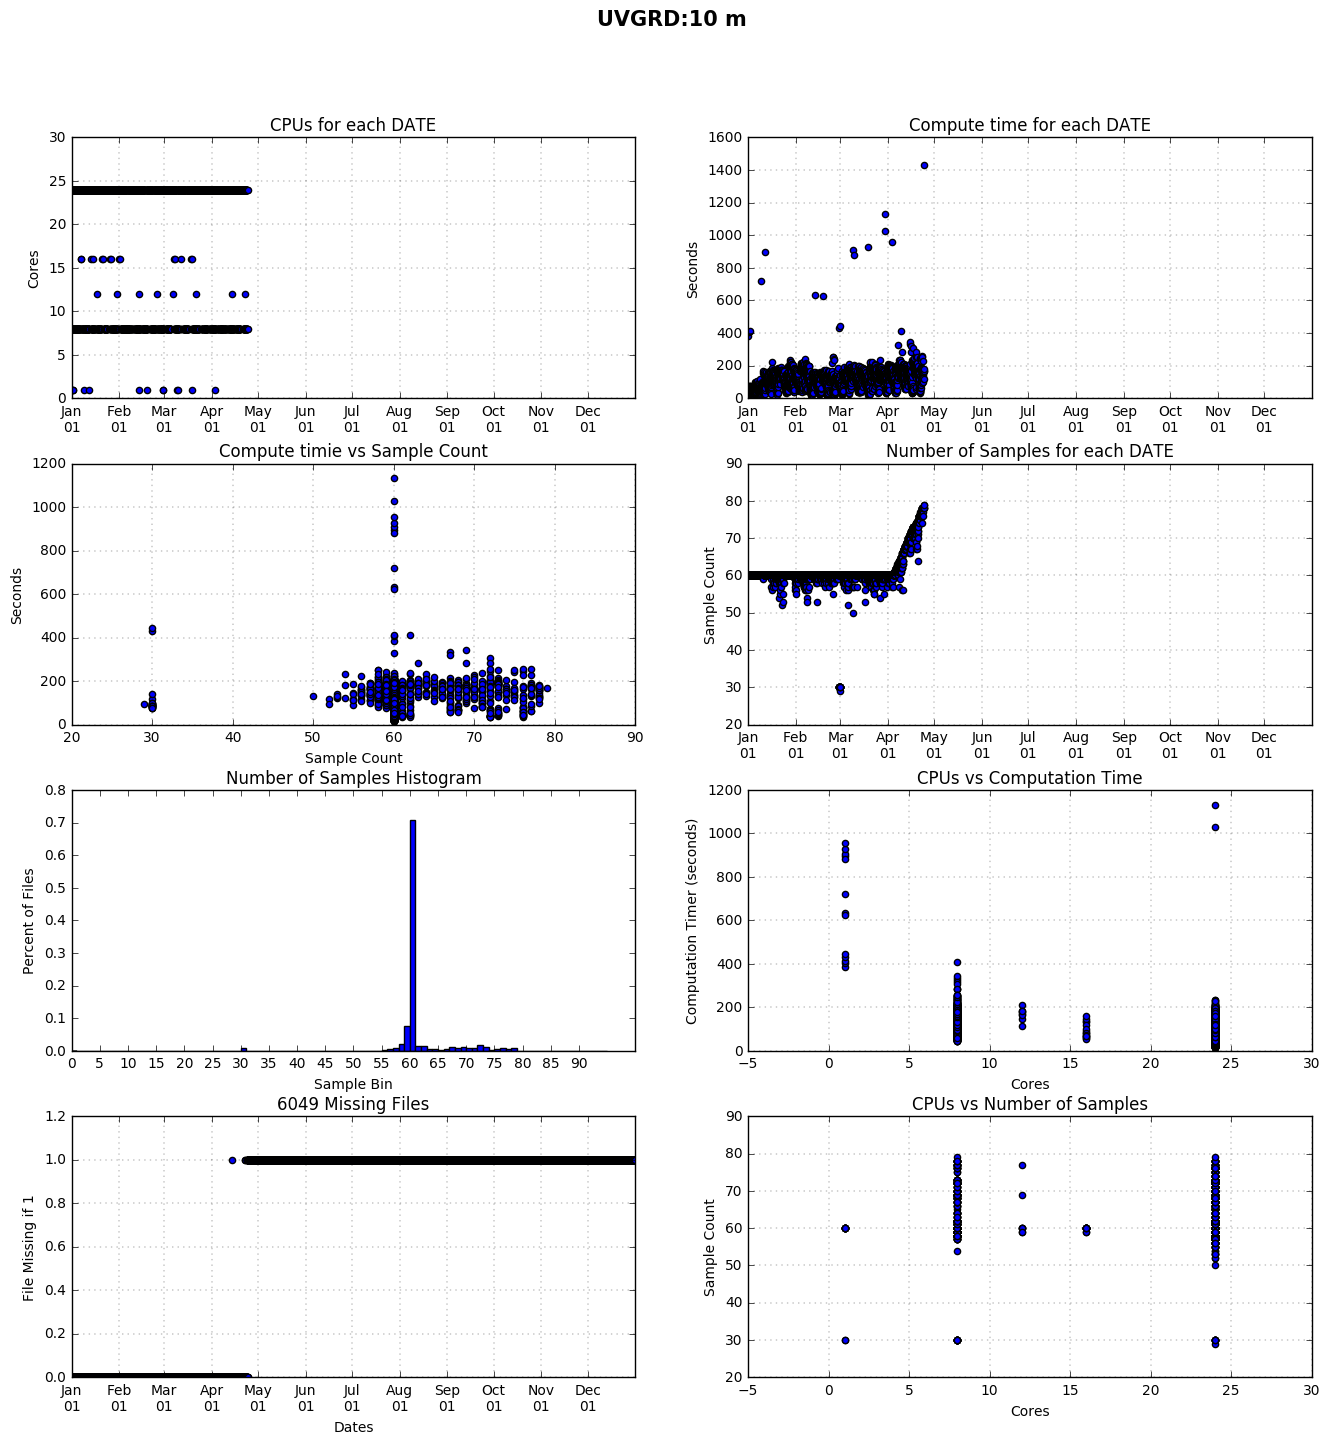 UVGRD:10 m
CPUs for each DATE
30
25
20
15
10
5
0
Cores
Jan Feb Mar Apr May Jun Jul Aug Sep Oct Nov Dec
01 01 01 01 01 01 01 01 01 01 01 01
Compute time for each DATE
1600
1400
1200
1000
800
600
400
200
0
Seconds
Jan Feb Mar Apr May Jun Jul Aug Sep Oct Nov Dec
01 01 01 01 01 01 01 01 01 01 01 01
Compute timie vs Sample Count
1200
1000
800
600
400
200
0
Seconds
20 30 40 50 60 70 80 90
Sample Count
Number of Samples for each DATE
90
80
70
60
50
40
30
20
Sample Count
Jan Feb Mar Apr May Jun Jul Aug Sep Oct Nov Dec
01 01 01 01 01 01 01 01 01 01 01 01
Number of Samples Histogram
0.8
0.7
0.6
0.5
0.4
0.3
0.2
0.1
0.0
Percent of Files
0 5 10 15 20 25 30 35 40 45 50 55 60 65 70 75 80 85 90
Sample Bin
CPUs vs Computation Time
1200
1000
800
600
400
200
0
Computation Timer (seconds)
−5 0 5 10 15 20 25 30
Cores
6049 Missing Files
1.2
1.0
0.8
0.6
0.4
0.2
0.0
File Missing if 1
Jan Feb Mar Apr May Jun Jul Aug Sep Oct Nov Dec
01 01 01 01 01 01 01 01 01 01 01 01
Dates
CPUs vs Number of Samples
90
80
70
60
50
40
30
20
Sample Count
−5 0 5 10 15 20 25 30
Cores